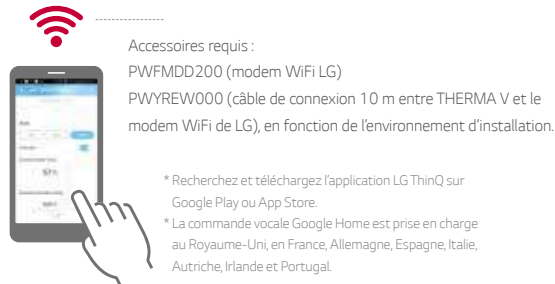 Accessoires requis :
PWFMDD200 (modem WiFi LG)
PWYREW000 (câble de connexion 10 m entre THERMA V et le
modem WiFi de LG), en fonction de l'environnement d'installation.
* Recherchez et téléchargez l'application LG ThinQ sur
Google Play ou App Store.
* La commande vocale Google Home est prise en charge
au Royaume-Uni, en France, Allemagne, Espagne, Italie,
Autriche, Irlande et Portugal.